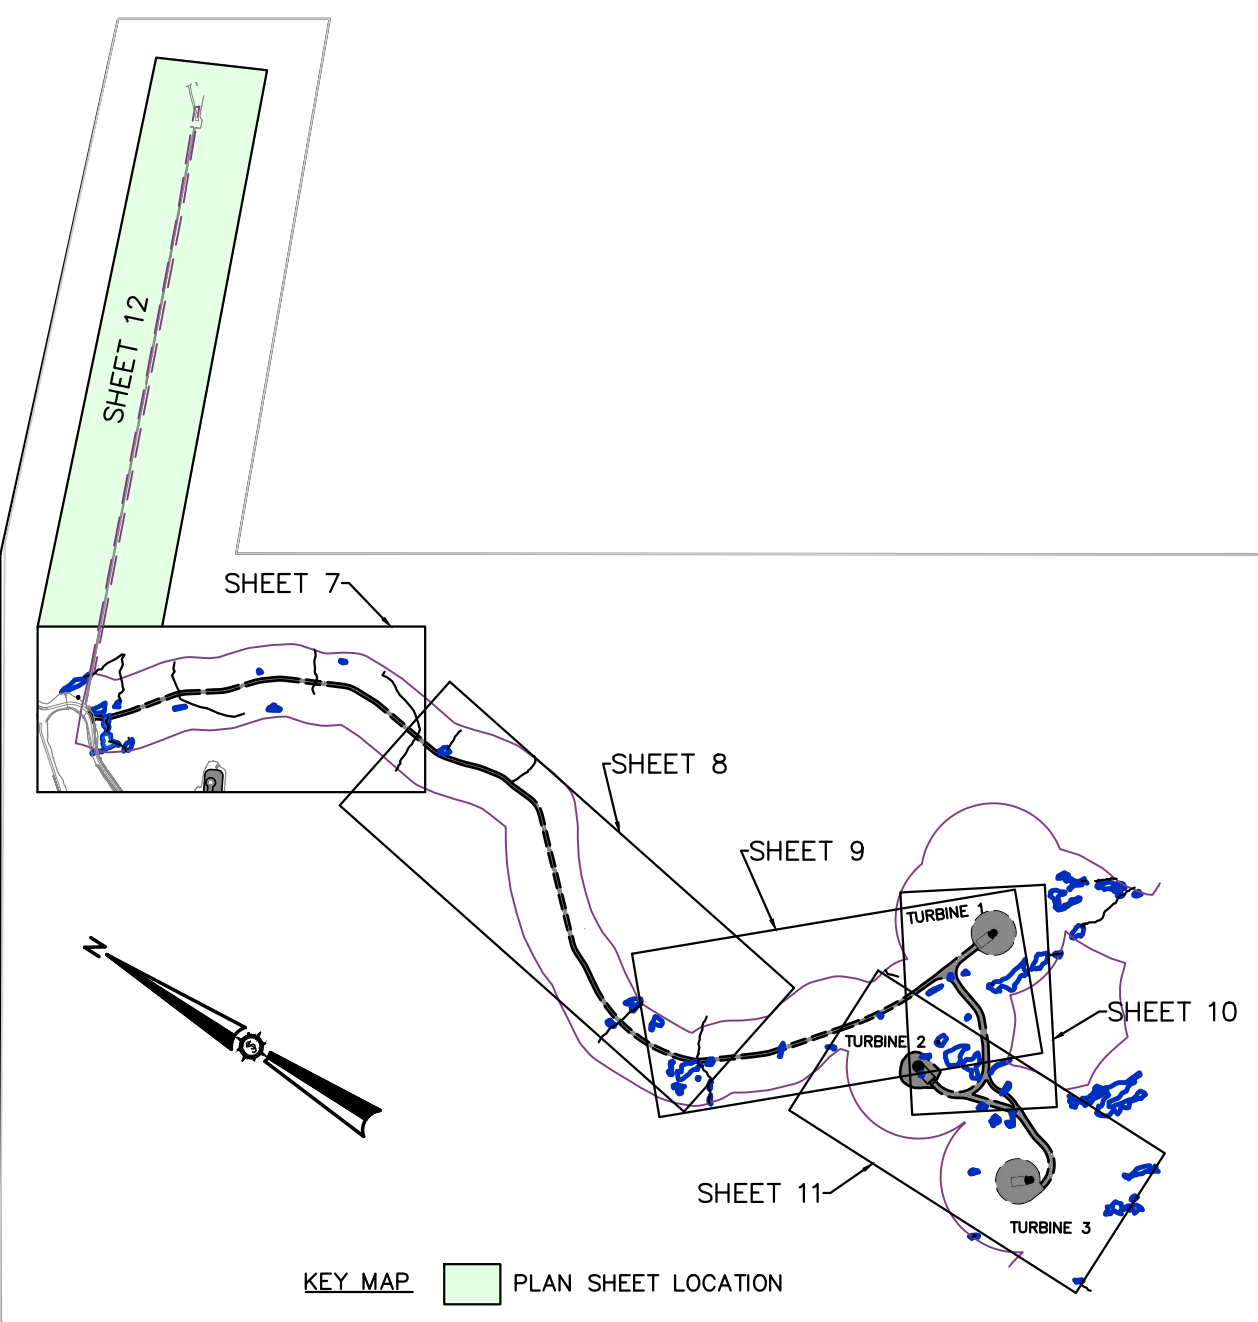 SHEET 12
SHEET 7
SHEET 8
SHEET 9
TURBINE 1
SHEET 10
TURBINE 2
N
SHEET 11
TURBINE 3
KEY MAP
PLAN SHEET LOCATION